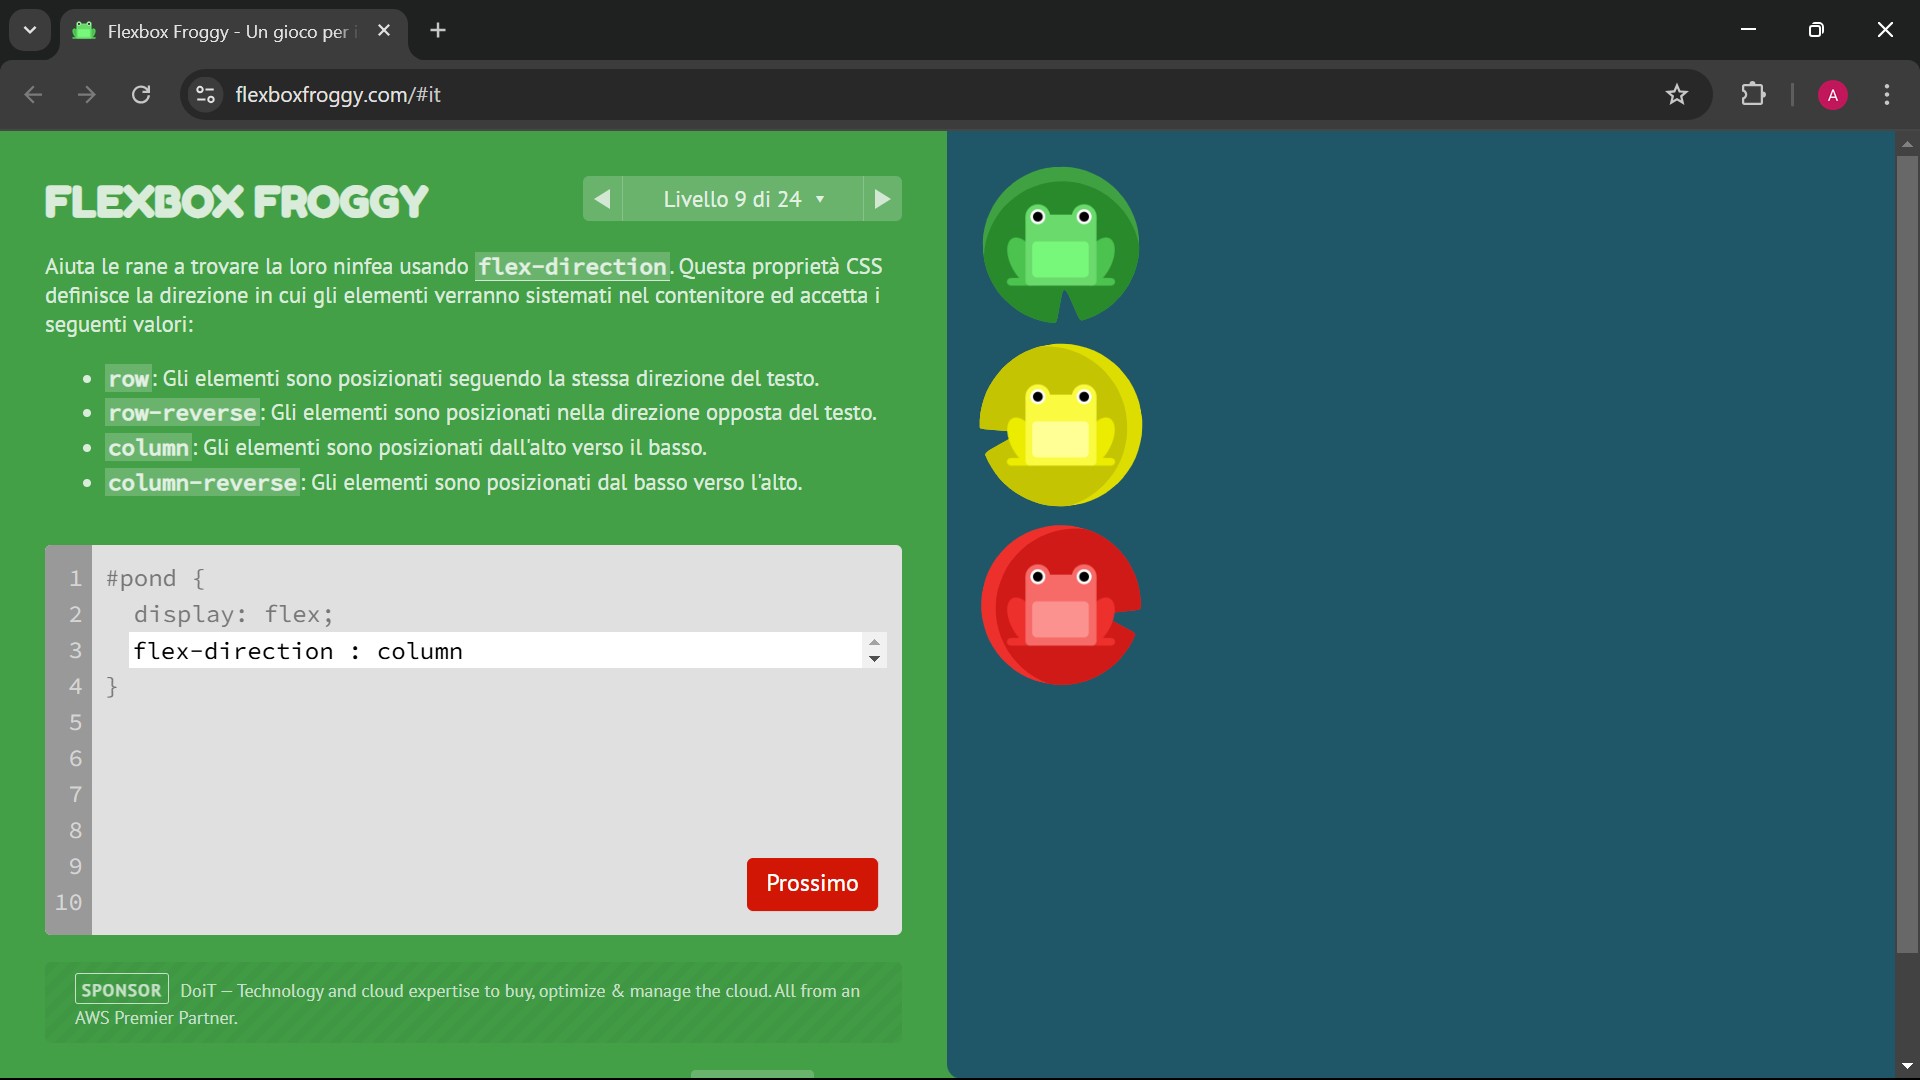 Flexbox Froggy - Un gioco per i
flexboxfroggy.com/#it
A
FLEXBOX FROGGY
Livello 9 di 24
Aiuta le rane a trovare la loro ninfea usando flex-direction. Questa proprietà CSS
definisce la direzione in cui gli elementi verranno sistemati nel contenitore ed accetta i
seguenti valori:
row: Gli elementi sono posizionati seguendo la stessa direzione del testo.
row-reverse: Gli elementi sono posizionati nella direzione opposta del testo.
column: Gli elementi sono posizionati dall'alto verso il basso.
column-reverse: Gli elementi sono posizionati dal basso verso l'alto.
1 #pond {
2 display: flex;
3 flex-direction : column
4 }
5
6
7
8
9
10
Prossimo
SPONSOR DoiT – Technology and cloud expertise to buy, optimize & manage the cloud. All from an
AWS Premier Partner.